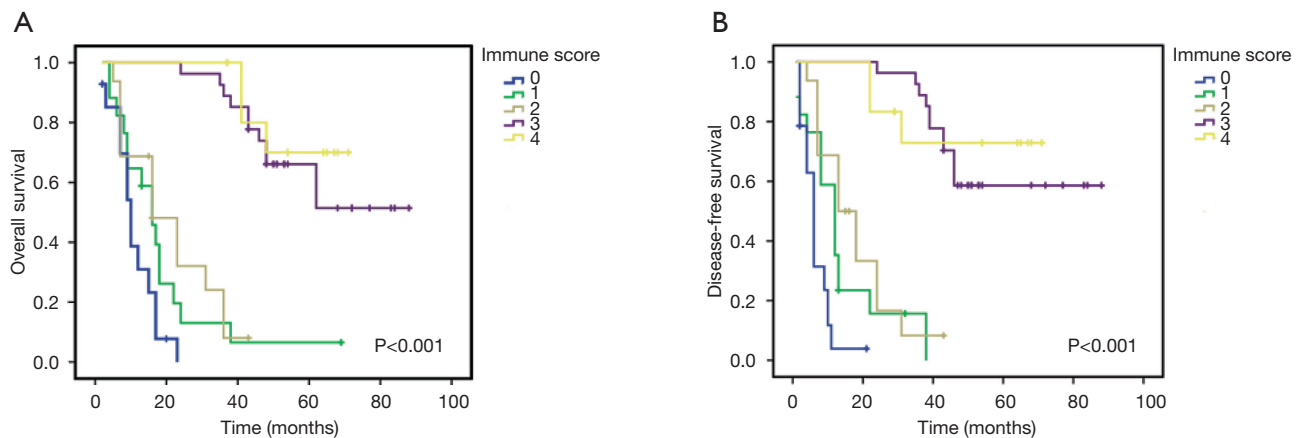 A
Overall survival
1.0
0.8
0.6
0.4
0.2
0.0
0 20 40 60 80 100
Time (months)
P<0.001
Immune score
0
1
2
3
4
B
Disease-free survival
1.0
0.8
0.6
0.4
0.2
0.0
0 20 40 60 80 100
Time (months)
P<0.001
Immune score
0
1
2
3
4